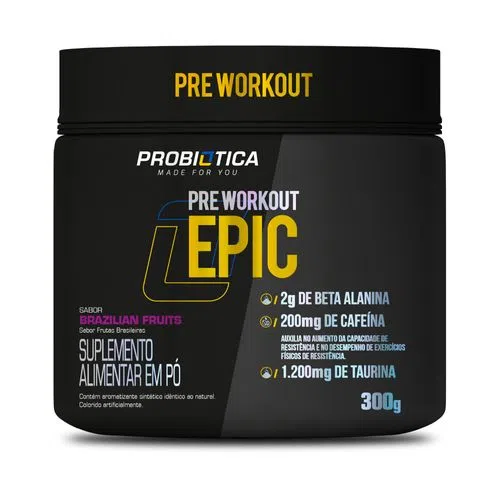 PRE WORKOUT
PROBIÓTICA
MADE FOR YOU
PRE WORKOUT
EPIC
2g DE BETA ALANINA
200mg DE CAFEÍNA
AUXILIA NO AUMENTO DA CAPACIDADE DE
RESISTÊNCIA E NO DESEMPENHO DE EXERCÍCIOS
FÍSICOS DE RESISTÊNCIA.
1.200mg DE TAURINA
SABOR
BRAZILIAN FRUITS
Sabor Frutas Brasileiras
SUPLEMENTO
ALIMENTAR EM PÓ
Contém aromatizante sintético idêntico ao natural.
Colorido artificialmente.
300g